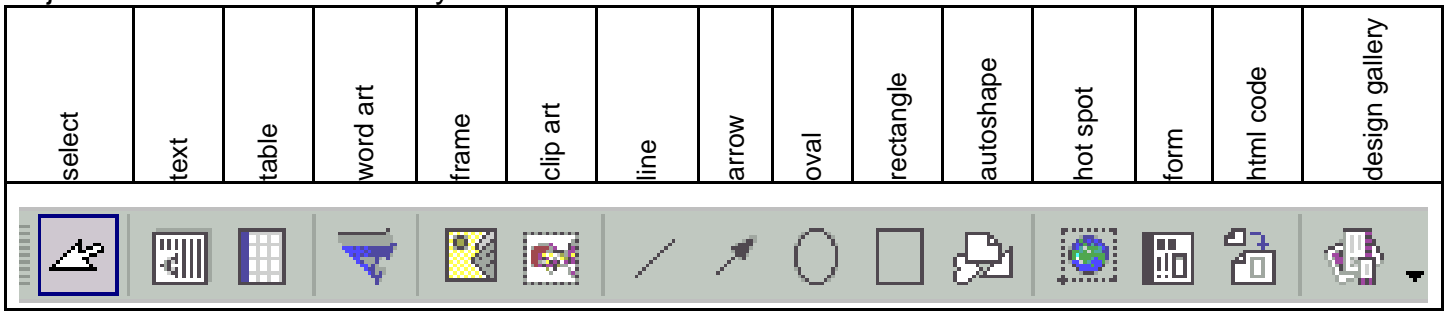 select
text
table
word art
frame
clip art
line
arrow
oval
rectangle
autoshape
hot spot
form
html code
design gallery